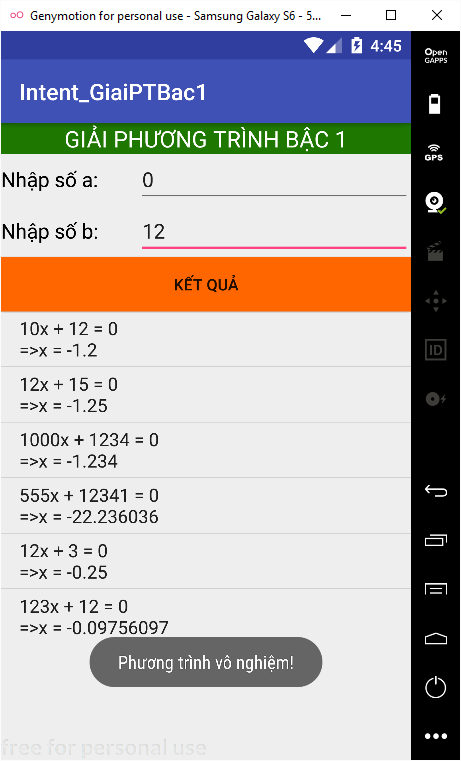 Genymotion for personal use - Samsung Galaxy S6 - 5...
4:45
Open
GAPPS
Intent_GiaiPTBac1
GIẢI PHƯƠNG TRÌNH BẬC 1
GPS
Nhập số a:
0
Nhập số b:
12
KẾT QUẢ
10x + 12 = 0
=>x = -1.2
ID
12x + 15 = 0
=>x = -1.25
1000x + 1234 = 0
=>x = -1.234
555x + 12341 = 0
=>x = -22.236036
12x + 3 = 0
=>x = -0.25
123x + 12 = 0
=>x = -0.09756097
Phương trình vô nghiệm!
free for personal use